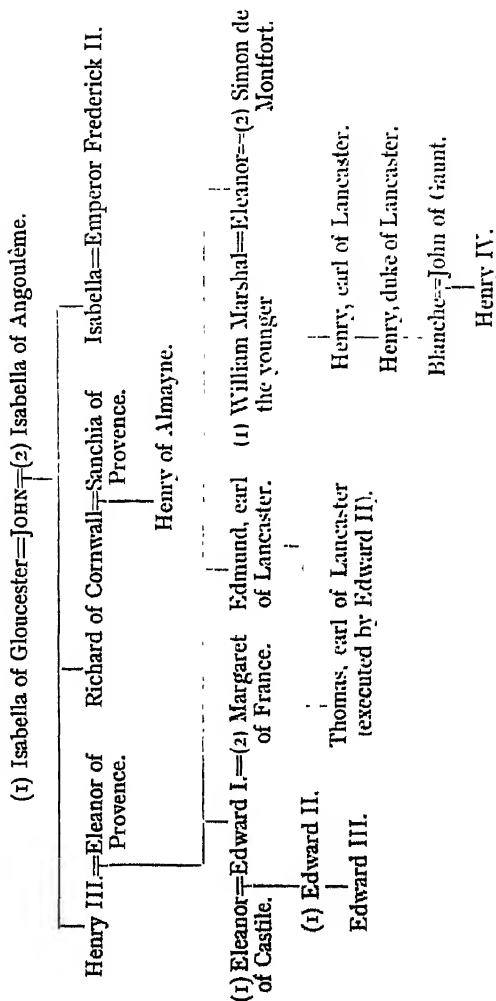 (1) Isabella of Gloucester=JOHN=(2) Isabella of Angoulême.
Henry III.=Eleanor of Provence.
Richard of Cornwall=Sanchia of Provence.
Isabella=Emperor Frederick II.
Henry of Almayne.
(1) Eleanor=Edward I.=(2) Margaret
of Castile. of France.
Edmund, earl
of Lancaster.
(1) William Marshal=Eleanor=(2) Simon de
the younger Montfort.
(1) Edward II.
Edward III.
Thomas, earl of Lancaster
(executed by Edward II).
Henry, earl of Lancaster.
Henry, duke of Lancaster.
Blanche=John of Gaunt.
Henry IV.